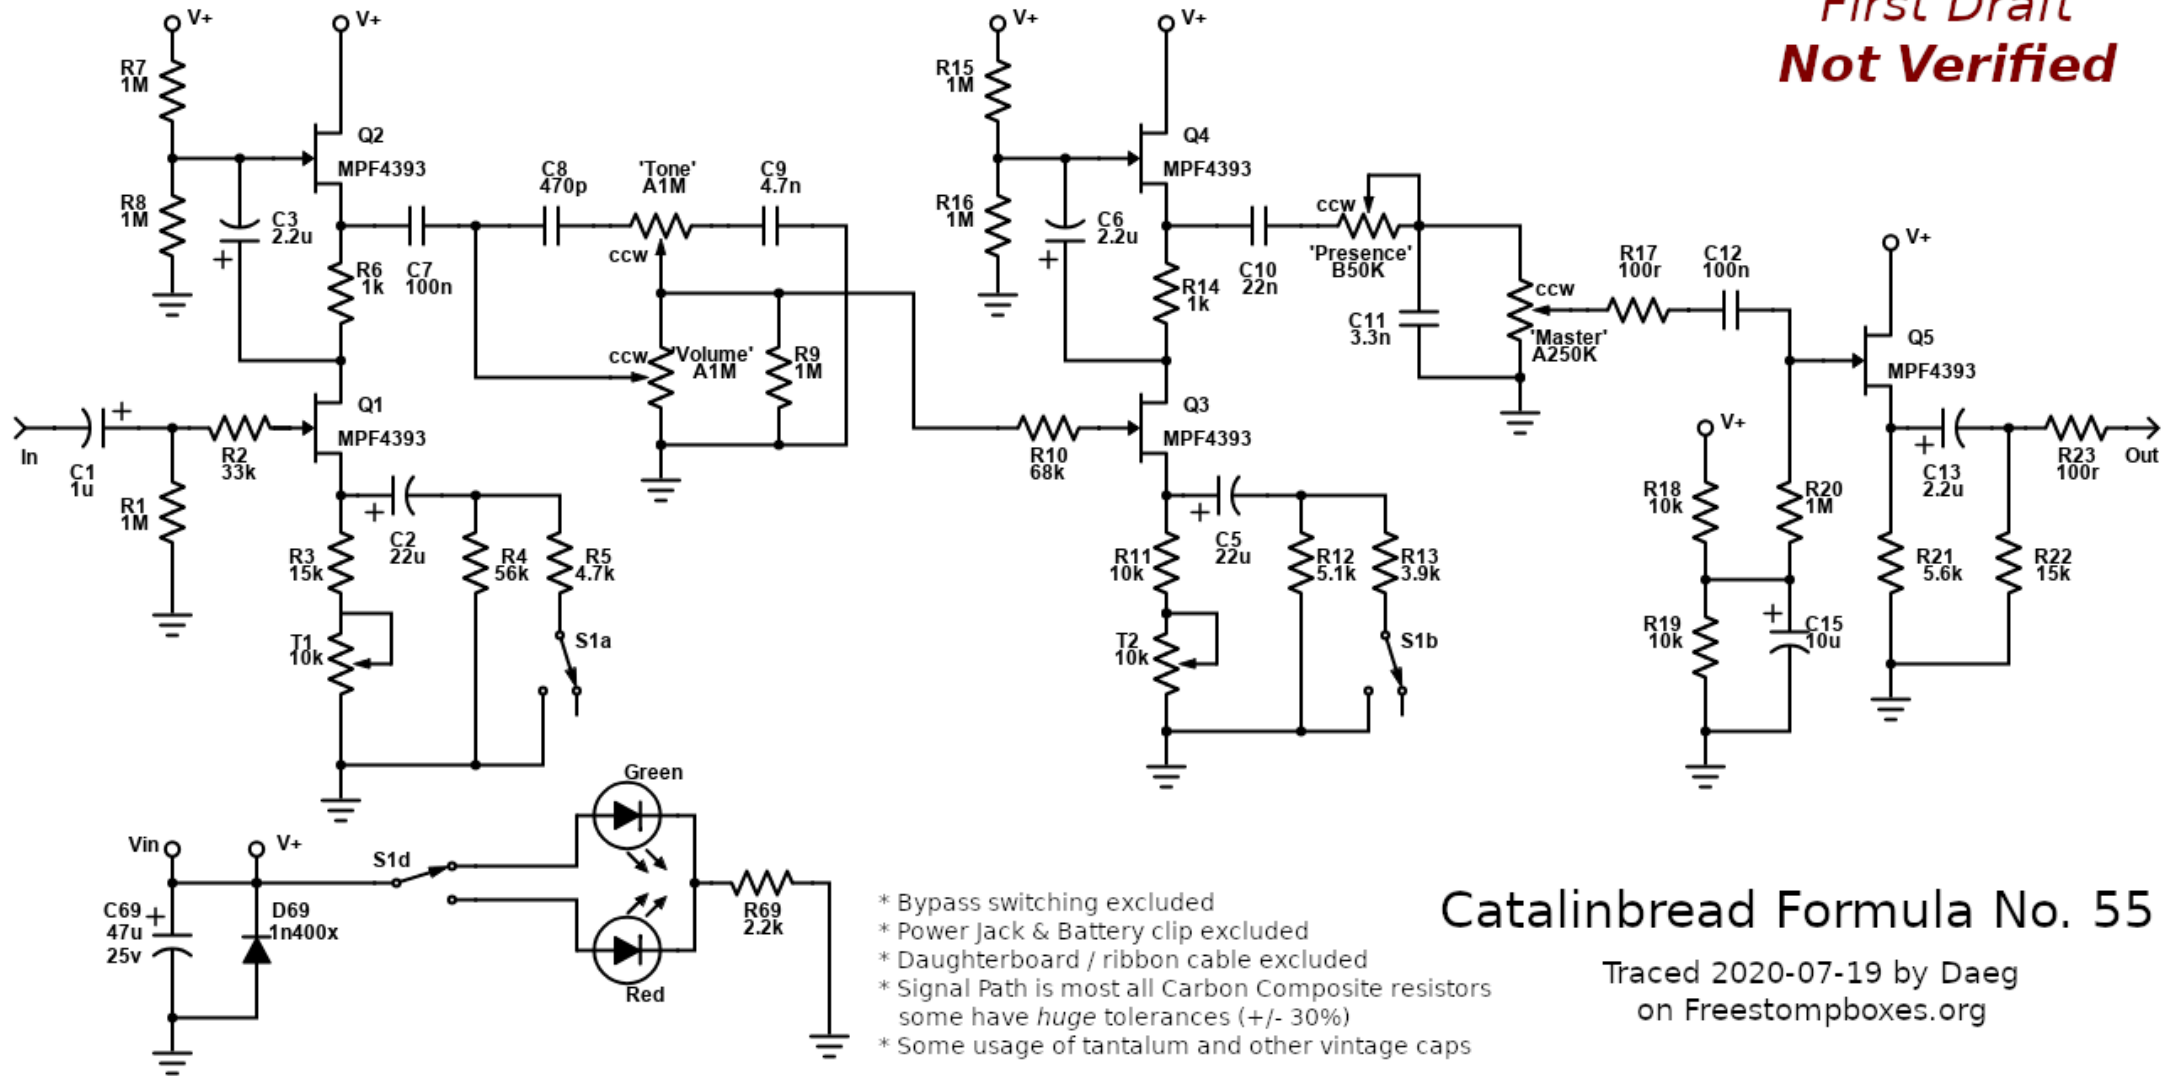 First Draft
Not Verified
V+
V+
V+
V+
R7
1M
Q2
MPF4393
R8
1M
C3
2.2u
+
R6
1k
C7
100n
C8
470p
'Tone'
A1M
C9
4.7n
ccw
ccw
'Volume'
A1M
R9
1M
In
C1
1u
+
R1
1M
R2
33k
Q1
MPF4393
+
C2
22u
R3
15k
R4
56k
R5
4.7k
T1
10k
S1a
R15
1M
Q4
MPF4393
R16
1M
C6
2.2u
+
R14
1k
C10
22n
ccw
'Presence'
B50K
C11
3.3n
ccw
'Master'
A250K
R17
100r
C12
100n
V+
Q5
MPF4393
R10
68k
Q3
MPF4393
+
C5
22u
R11
10k
R12
5.1k
R13
3.9k
T2
10k
S1b
V+
R18
10k
R20
1M
R19
10k
+
C15
10u
+
C13
2.2u
R21
5.6k
R22
15k
R23
100r
Out
Vin
V+
S1d
Green
C69
47u
25v
+
D69
1n400x
R69
2.2k
Red
* Bypass switching excluded
* Power Jack & Battery clip excluded
* Daughterboard / ribbon cable excluded
* Signal Path is most all Carbon Composite resistors
some have huge tolerances (+/- 30%)
* Some usage of tantalum and other vintage caps
Catalinbread Formula No. 55
Traced 2020-07-19 by Daeg
on Freestompboxes.org